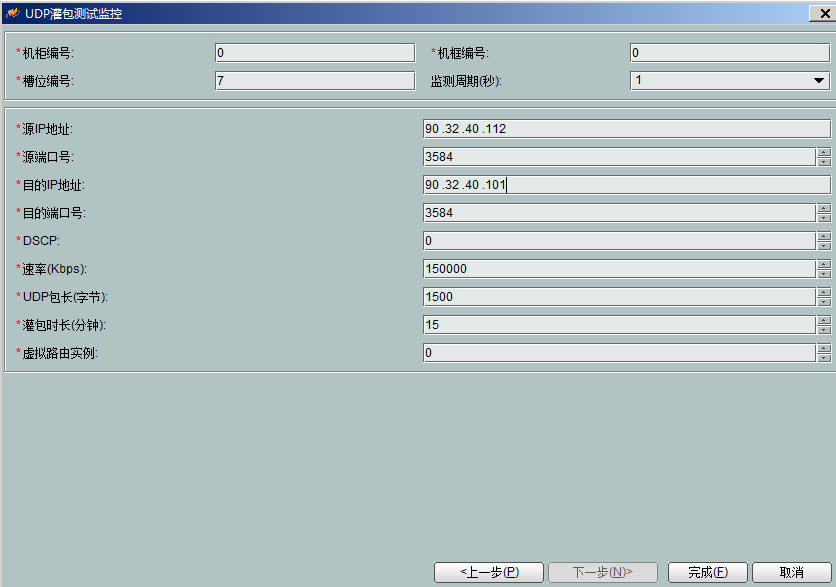 UDP灌包测试监控
*机柜编号: 0 *机框编号: 0
*槽位编号: 7 监测周期(秒): 1
*源IP地址: 90 .32 .40 .112
*源端口号: 3584
*目的IP地址: 90 .32 .40 .101
*目的端口号: 3584
*DSCP: 0
*速率(Kbps): 150000
*UDP包长(字节): 1500
*灌包时长(分钟): 15
*虚拟路由实例: 0
<上一步(P) 下一步(N)> 完成(F) 取消